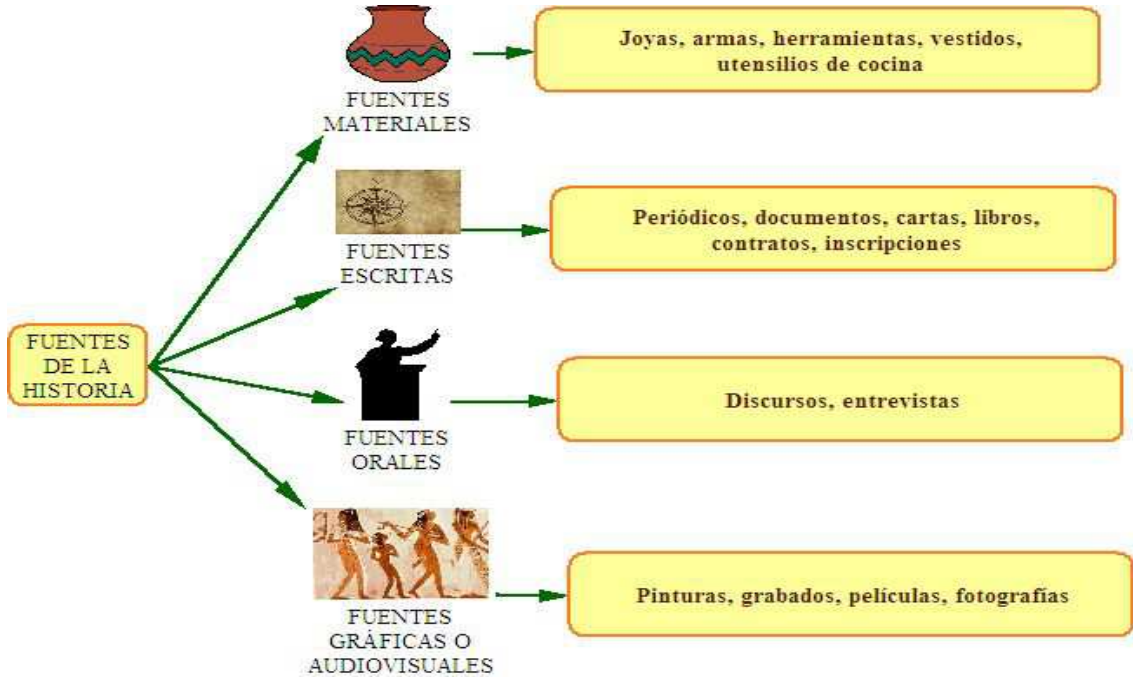 FUENTES
DE LA
HISTORIA
FUENTES
MATERIALES
Joyas, armas, herramientas, vestidos,
utensilios de cocina
FUENTES
ESCRITAS
Periódicos, documentos, cartas, libros,
contratos, inscripciones
FUENTES
ORALES
Discursos, entrevistas
FUENTES
GRÁFICAS O
AUDIOVISUALES
Pinturas, grabados, películas, fotografías